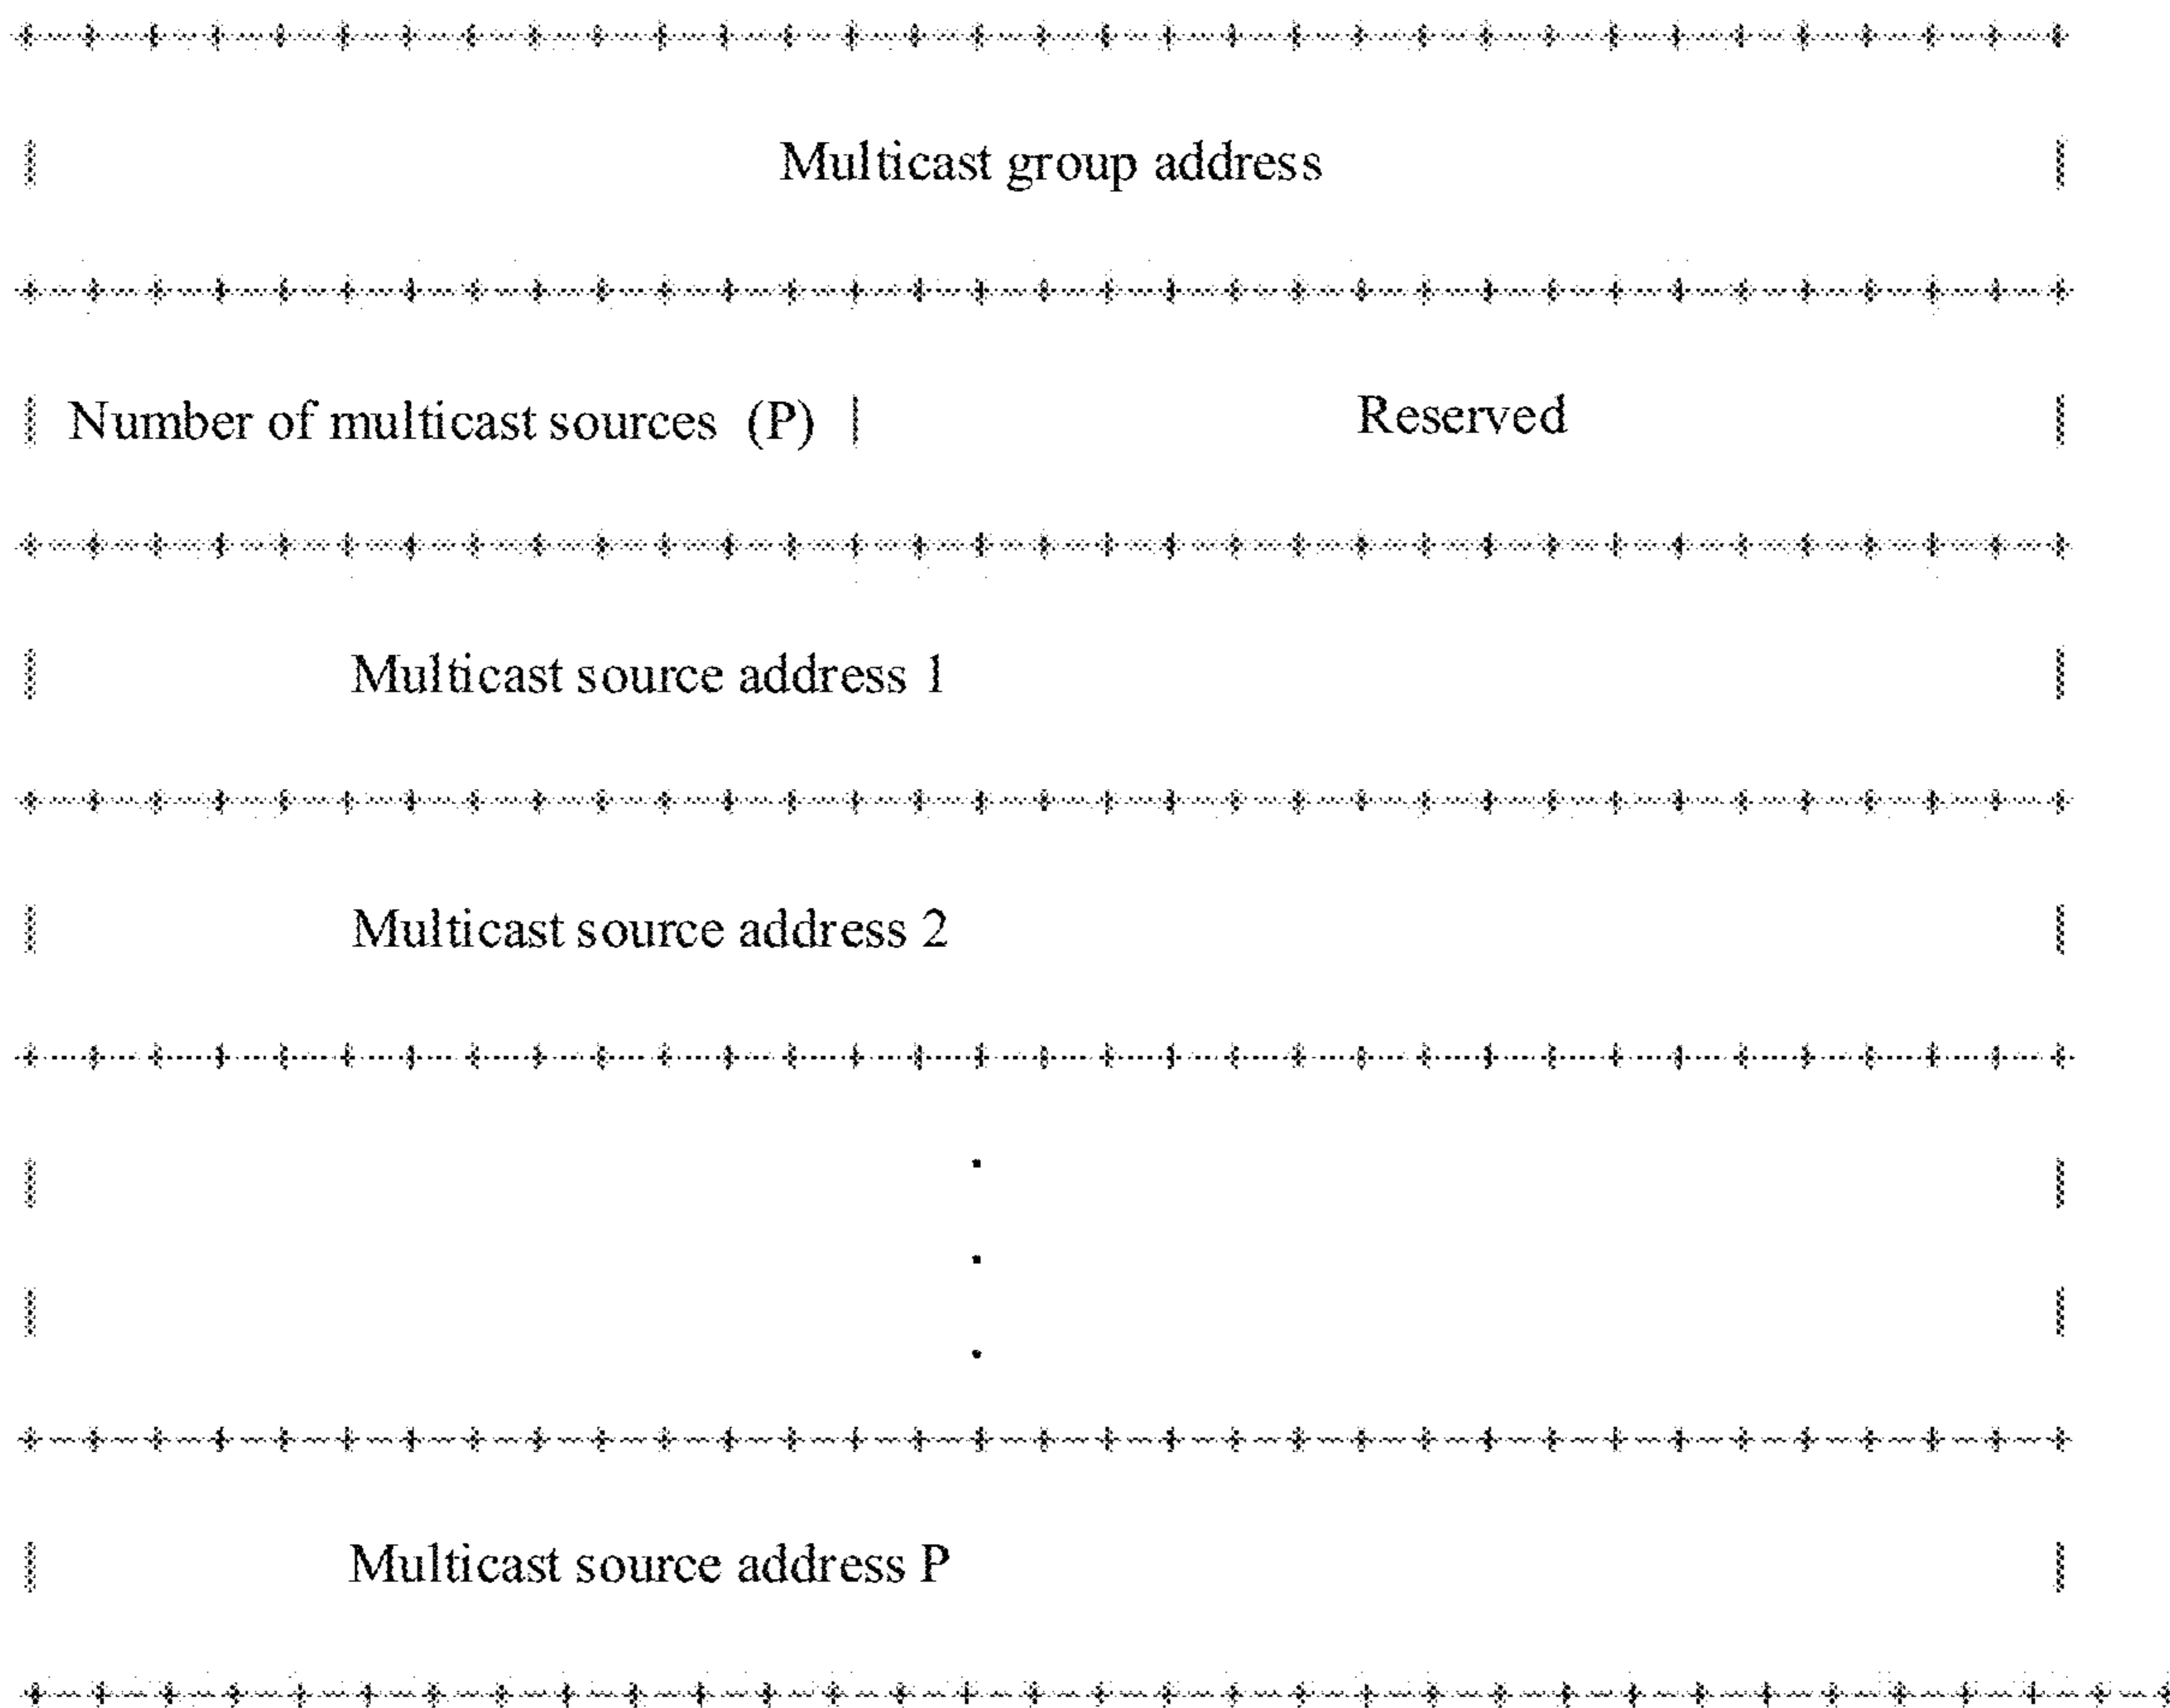 Multicast group address
Number of multicast sources (P) | Reserved
Multicast source address 1
Multicast source address 2
.
.
.
Multicast source address P